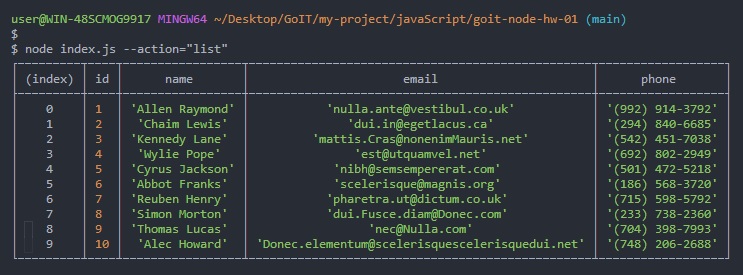 user@WIN-48SCMOG9917 MINGW64 ~/Desktop/GoIT/my-project/javaScript/goit-node-hw-01 (main)
$
$ node index.js --action="list"
(index) id name email phone
0 1 'Allen Raymond' 'nulla.ante@vestibul.co.uk' '(992) 914-3792'
1 2 'Chaim Lewis' 'dui.in@egetlacus.ca' '(294) 840-6685'
2 3 'Kennedy Lane' 'mattis.Cras@nonenimMauris.net' '(542) 451-7038'
3 4 'Wylie Pope' 'est@utquamvel.net' '(692) 802-2949'
4 5 'Cyrus Jackson' 'nibh@semsempererat.com' '(501) 472-5218'
5 6 'Abbot Franks' 'scelerisque@magnis.org' '(186) 568-3720'
6 7 'Reuben Henry' 'pharetra.ut@dictum.co.uk' '(715) 598-5792'
7 8 'Simon Morton' 'dui.Fusce.diam@Donec.com' '(233) 738-2360'
8 9 'Thomas Lucas' 'nec@Nulla.com' '(704) 398-7993'
9 10 'Alec Howard' 'Donec.elementum@scelerisquescelerisquedui.net' '(748) 206-2688'